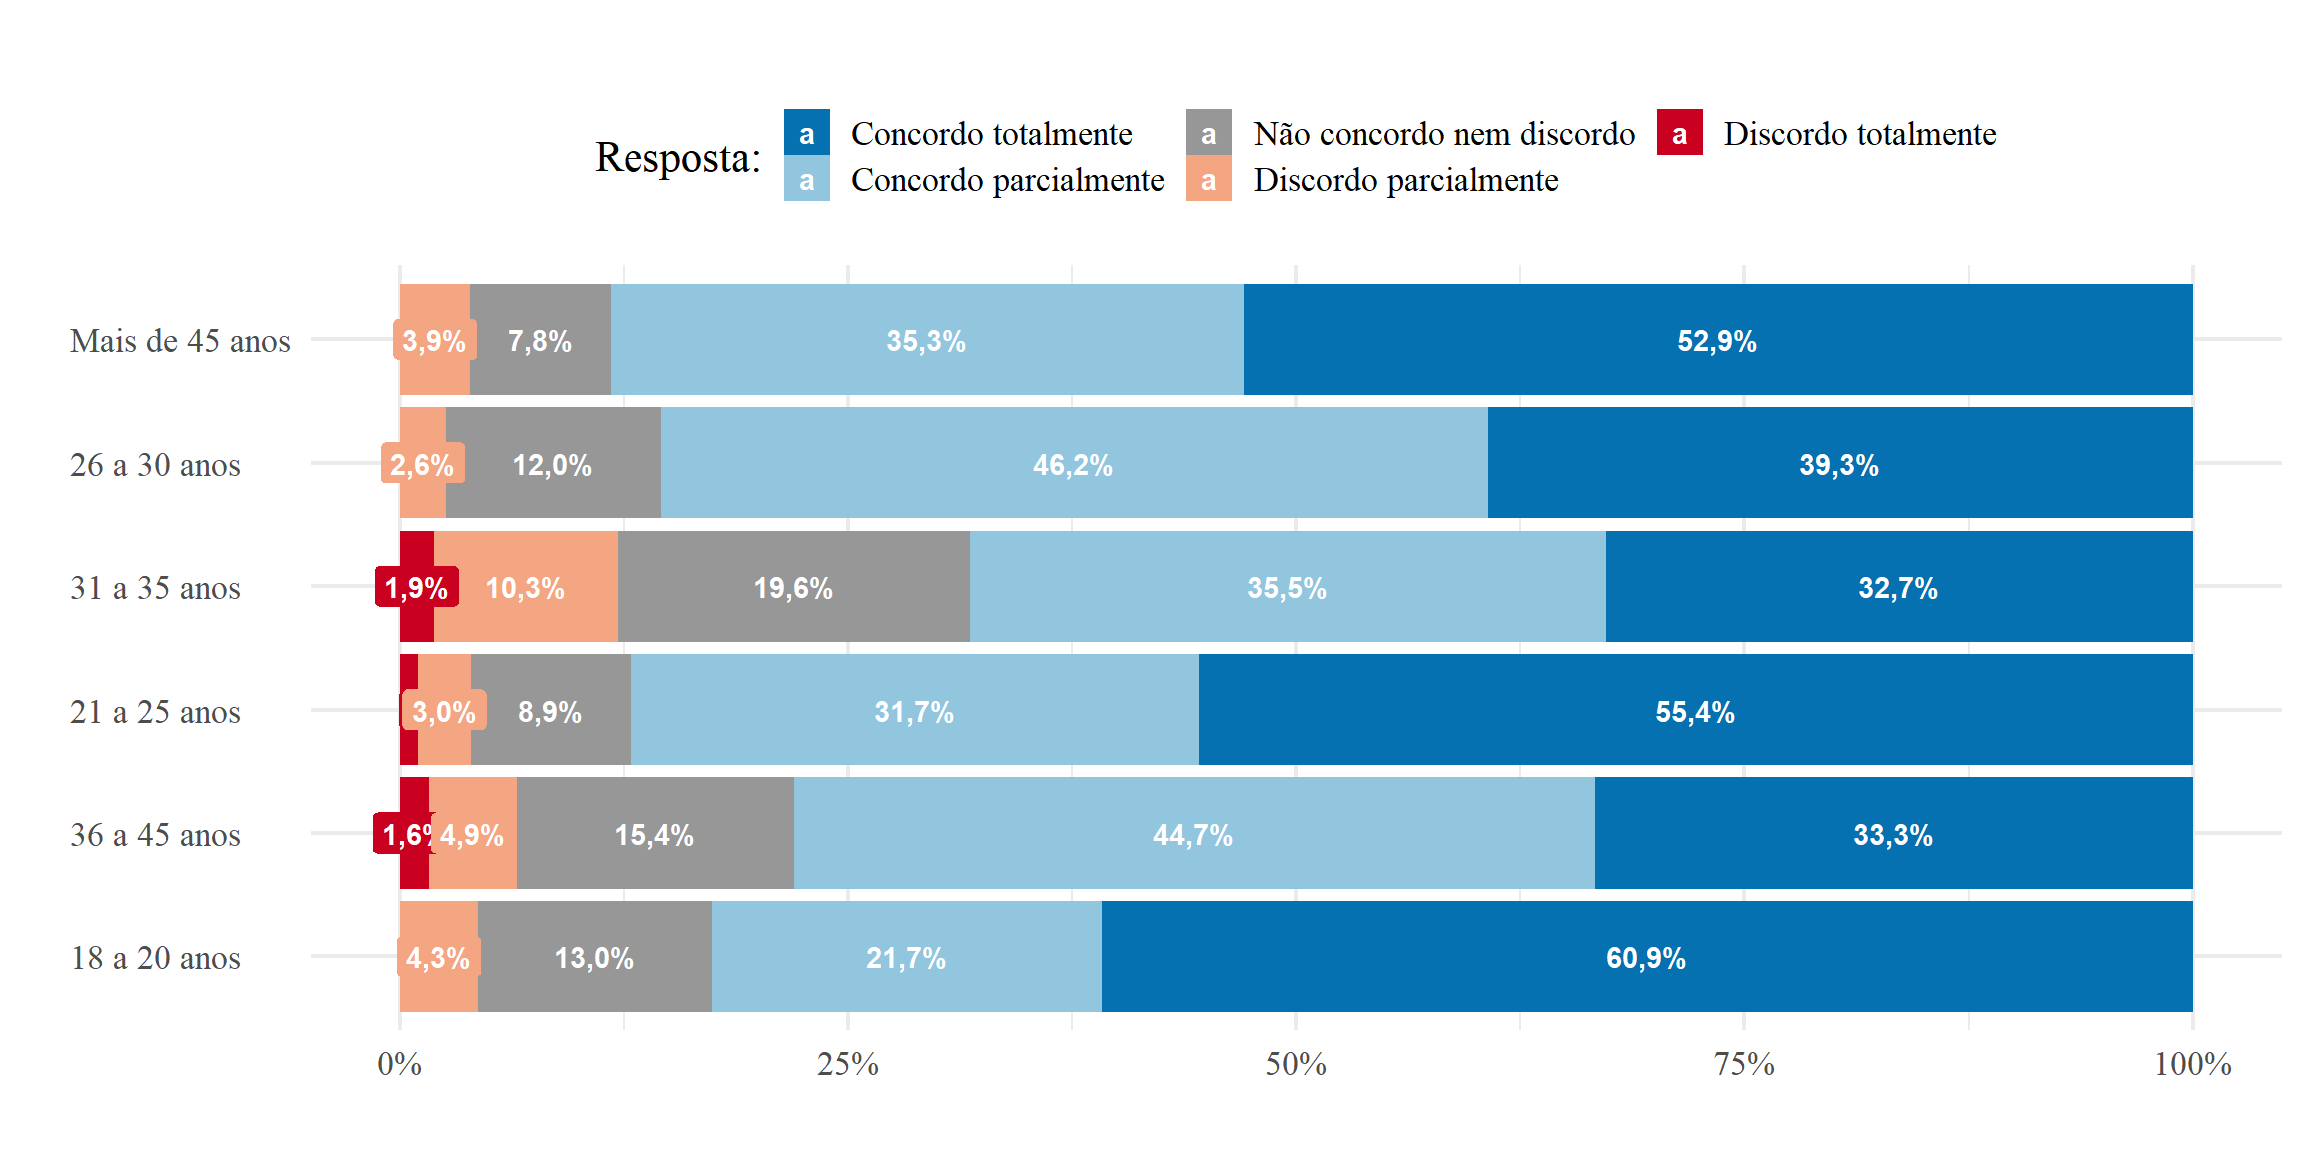 Resposta:
a Concordo totalmente a Não concordo nem discordo a Discordo totalmente
a Concordo parcialmente a Discordo parcialmente
Mais de 45 anos 3,9% 7,8% 35,3% 52,9%
26 a 30 anos 2,6% 12,0% 46,2% 39,3%
31 a 35 anos 1,9% 10,3% 19,6% 35,5% 32,7%
21 a 25 anos 3,0% 8,9% 31,7% 55,4%
36 a 45 anos 1,6% 4,9% 15,4% 44,7% 33,3%
18 a 20 anos 4,3% 13,0% 21,7% 60,9%
0% 25% 50% 75% 100%